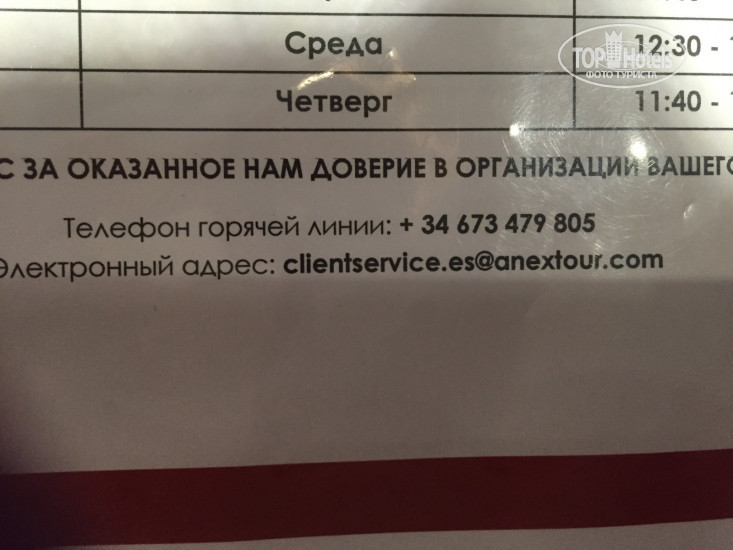 Среда 12:30 -
Четверг 11:40 -
С ЗА ОКАЗАННОЕ НАМ ДОВЕРИЕ В ОРГАНИЗАЦИИ ВАШЕГО
Телефон горячей линии: + 34 673 479 805
Электронный адрес: clientservice.es@anextour.com
TOP Hotels
ФОТО ТУРИСТА